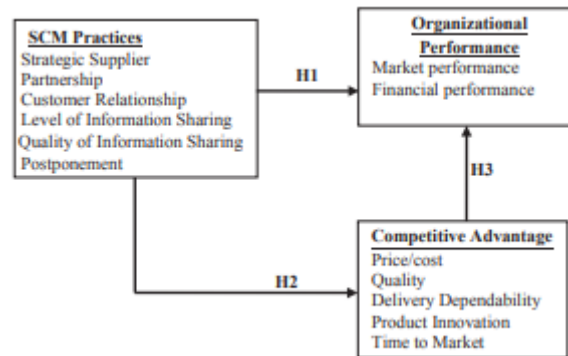 SCM Practices
Strategic Supplier
Partnership
Customer Relationship
Level of Information Sharing
Quality of Information Sharing
Postponement
H1
Organizational
Performance
Market performance
Financial performance
H3
H2
Competitive Advantage
Price/cost
Quality
Delivery Dependability
Product Innovation
Time to Market